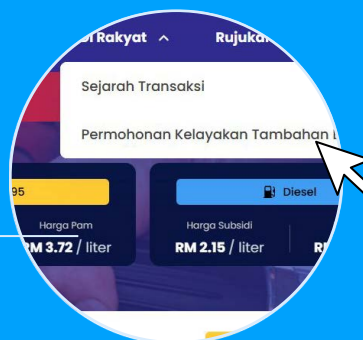 Rakyat
Sejarah Transaksi
Permohonan Kelayakan Tambahan
95
Diesel
Harga Pam
Harga Subsidi
RM 3.72 / liter
RM 2.15 / liter